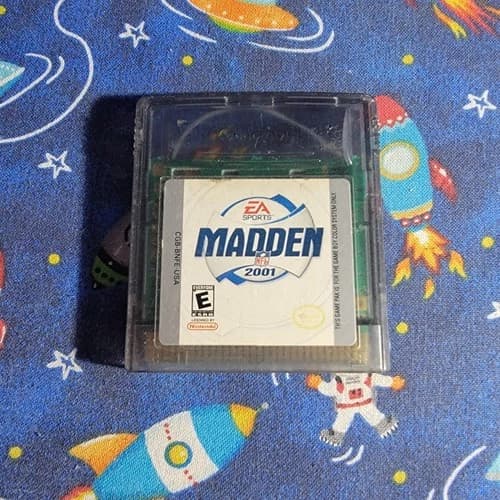 EA
SPORTS
MADDEN
NFL
2001
CGB-BNFE-USA
EVERYONE
E
ESRB
LICENSED BY
Nintendo
THIS GAME PAK IS FOR THE GAME BOY COLOR SYSTEM ONLY